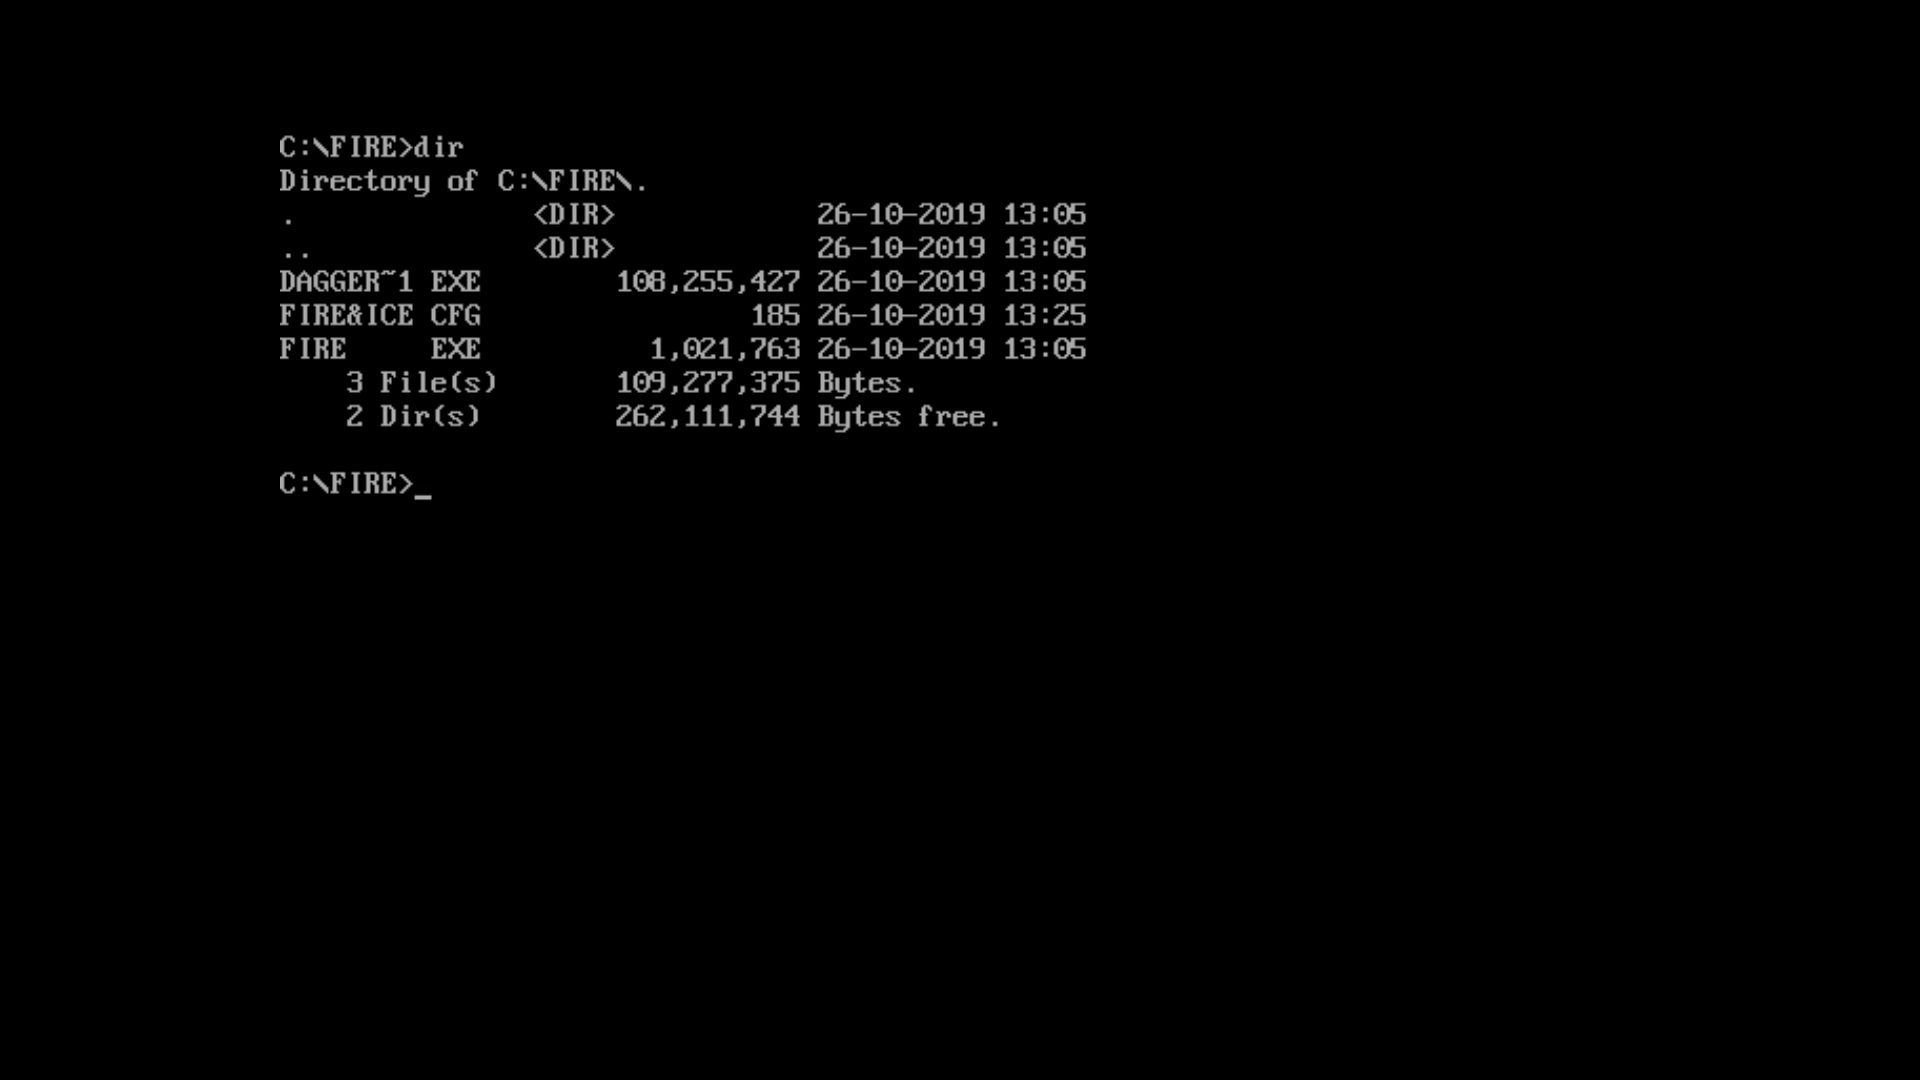 C:\FIRE>dir
Directory of C:\FIRE\.
.              <DIR>            26-10-2019 13:05
..             <DIR>            26-10-2019 13:05
DAGGER~1 EXE        108,255,427 26-10-2019 13:05
FIRE&ICE CFG                185 26-10-2019 13:25
FIRE     EXE          1,021,763 26-10-2019 13:05
    3 File(s)       109,277,375 Bytes.
    2 Dir(s)        262,111,744 Bytes free.

C:\FIRE>_